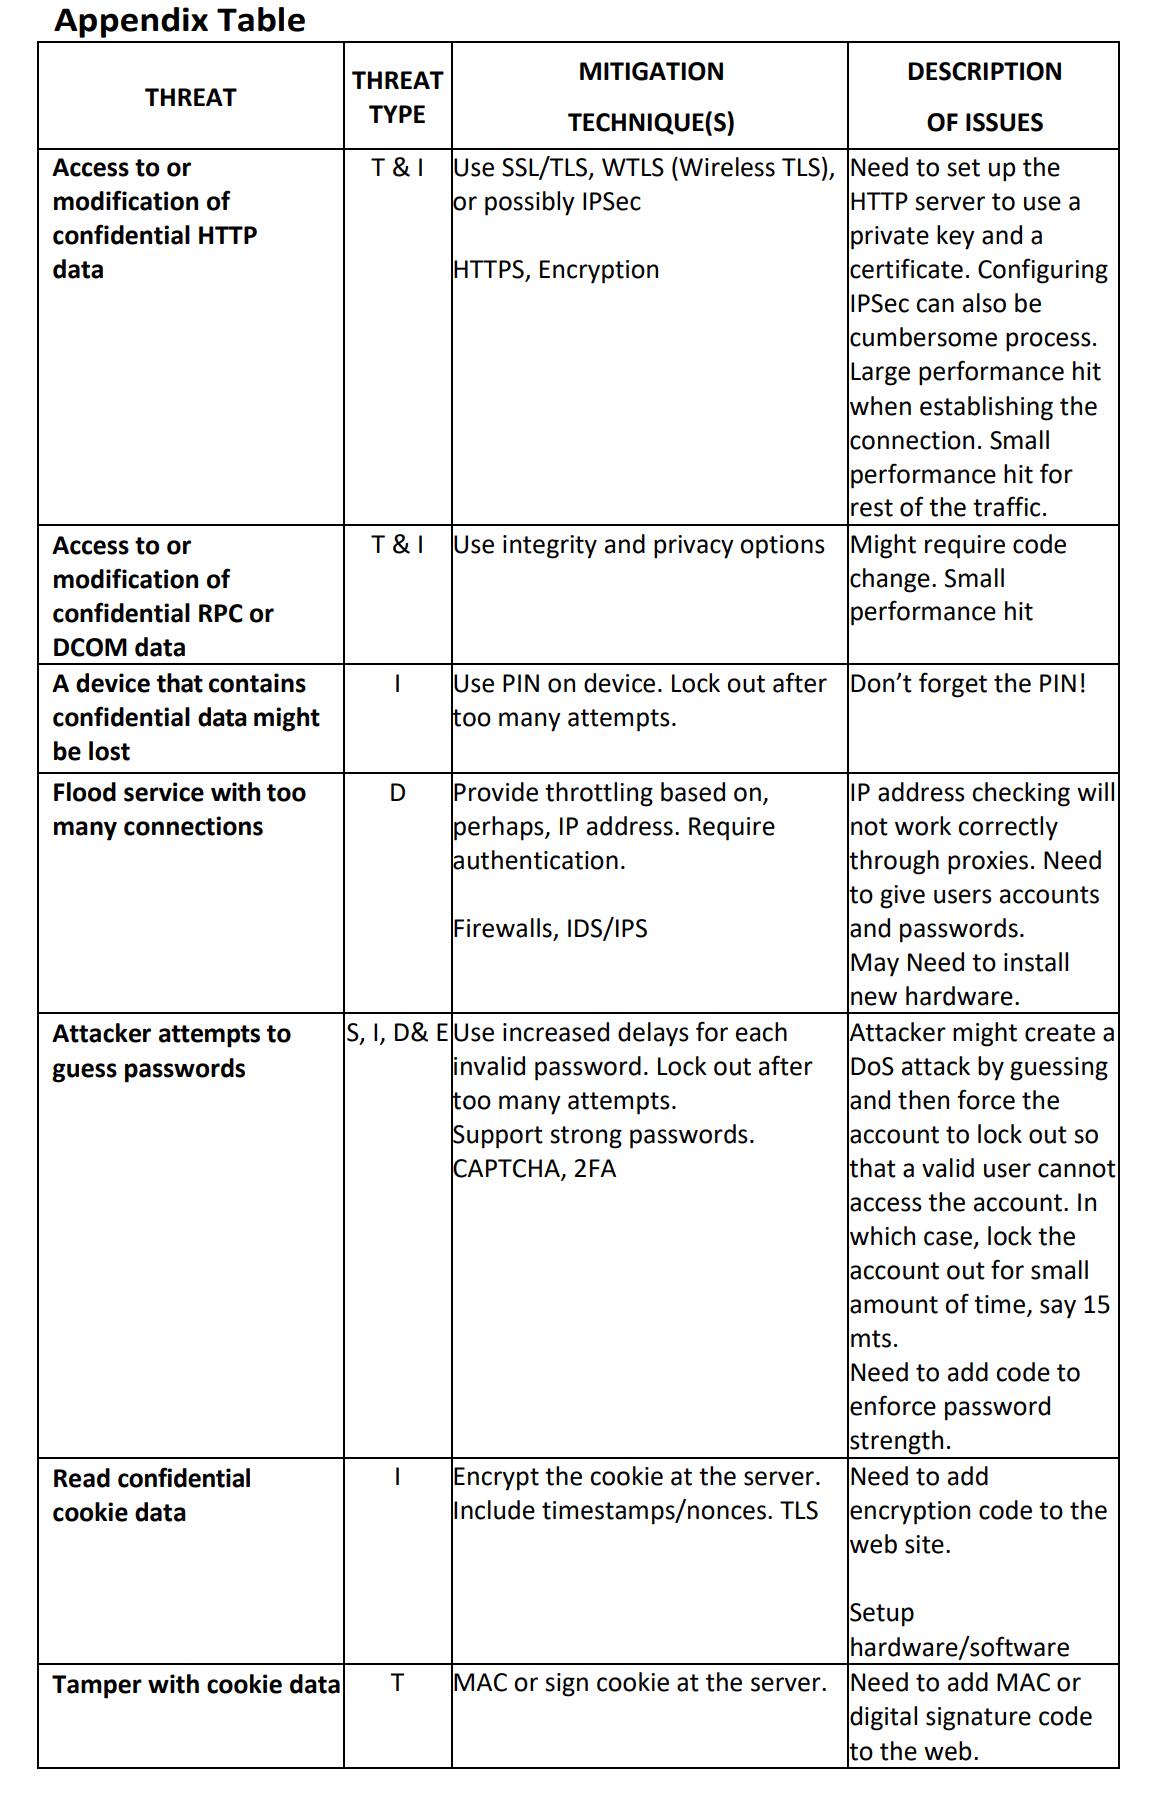 Appendix Table
THREAT
THREAT
TYPE
MITIGATION
TECHNIQUE(S)
DESCRIPTION
OF ISSUES
Access to or
modification of
confidential HTTP
data
T & I
Use SSL/TLS, WTLS (Wireless TLS),
or possibly IPSec
HTTPS, Encryption
Need to set up the
HTTP server to use a
private key and a
certificate. Configuring
IPSec can also be
cumbersome process.
Large performance hit
when establishing the
connection. Small
performance hit for
rest of the traffic.
Access to or
modification of
confidential RPC or
DCOM data
T & I
Use integrity and privacy options
Might require code
change. Small
performance hit
A device that contains
confidential data might
be lost
I
Use PIN on device. Lock out after
too many attempts.
Don’t forget the PIN!
Flood service with too
many connections
D
Provide throttling based on,
perhaps, IP address. Require
authentication.
Firewalls, IDS/IPS
IP address checking will
not work correctly
through proxies. Need
to give users accounts
and passwords.
May Need to install
new hardware.
Attacker attempts to
guess passwords
S, I, D& E
Use increased delays for each
invalid password. Lock out after
too many attempts.
Support strong passwords.
CAPTCHA, 2FA
Attacker might create a
DoS attack by guessing
and then force the
account to lock out so
that a valid user cannot
access the account. In
which case, lock the
account out for small
amount of time, say 15
mts.
Need to add code to
enforce password
strength.
Read confidential
cookie data
I
Encrypt the cookie at the server.
Include timestamps/nonces. TLS
Need to add
encryption code to the
web site.
Setup
hardware/software
Tamper with cookie data
T
MAC or sign cookie at the server.
Need to add MAC or
digital signature code
to the web.